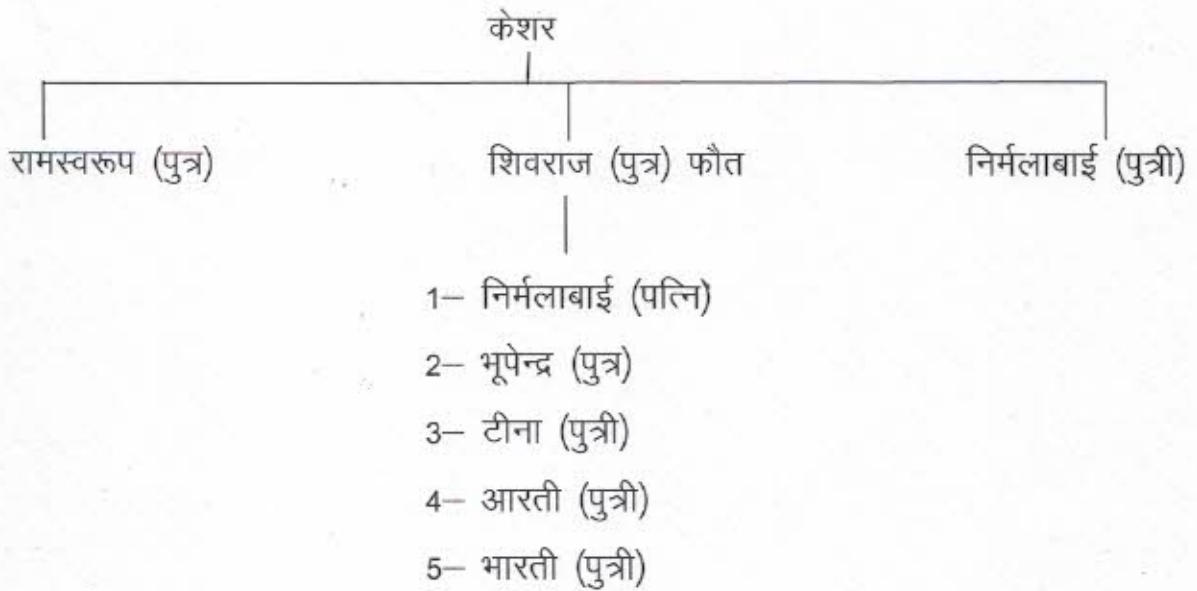 केशर
रामस्वरूप (पुत्र) शिवराज (पुत्र) फौत निर्मलाबाई (पुत्री)
1– निर्मलाबाई (पत्नि)
2– भूपेन्द्र (पुत्र)
3– टीना (पुत्री)
4– आरती (पुत्री)
5– भारती (पुत्री)